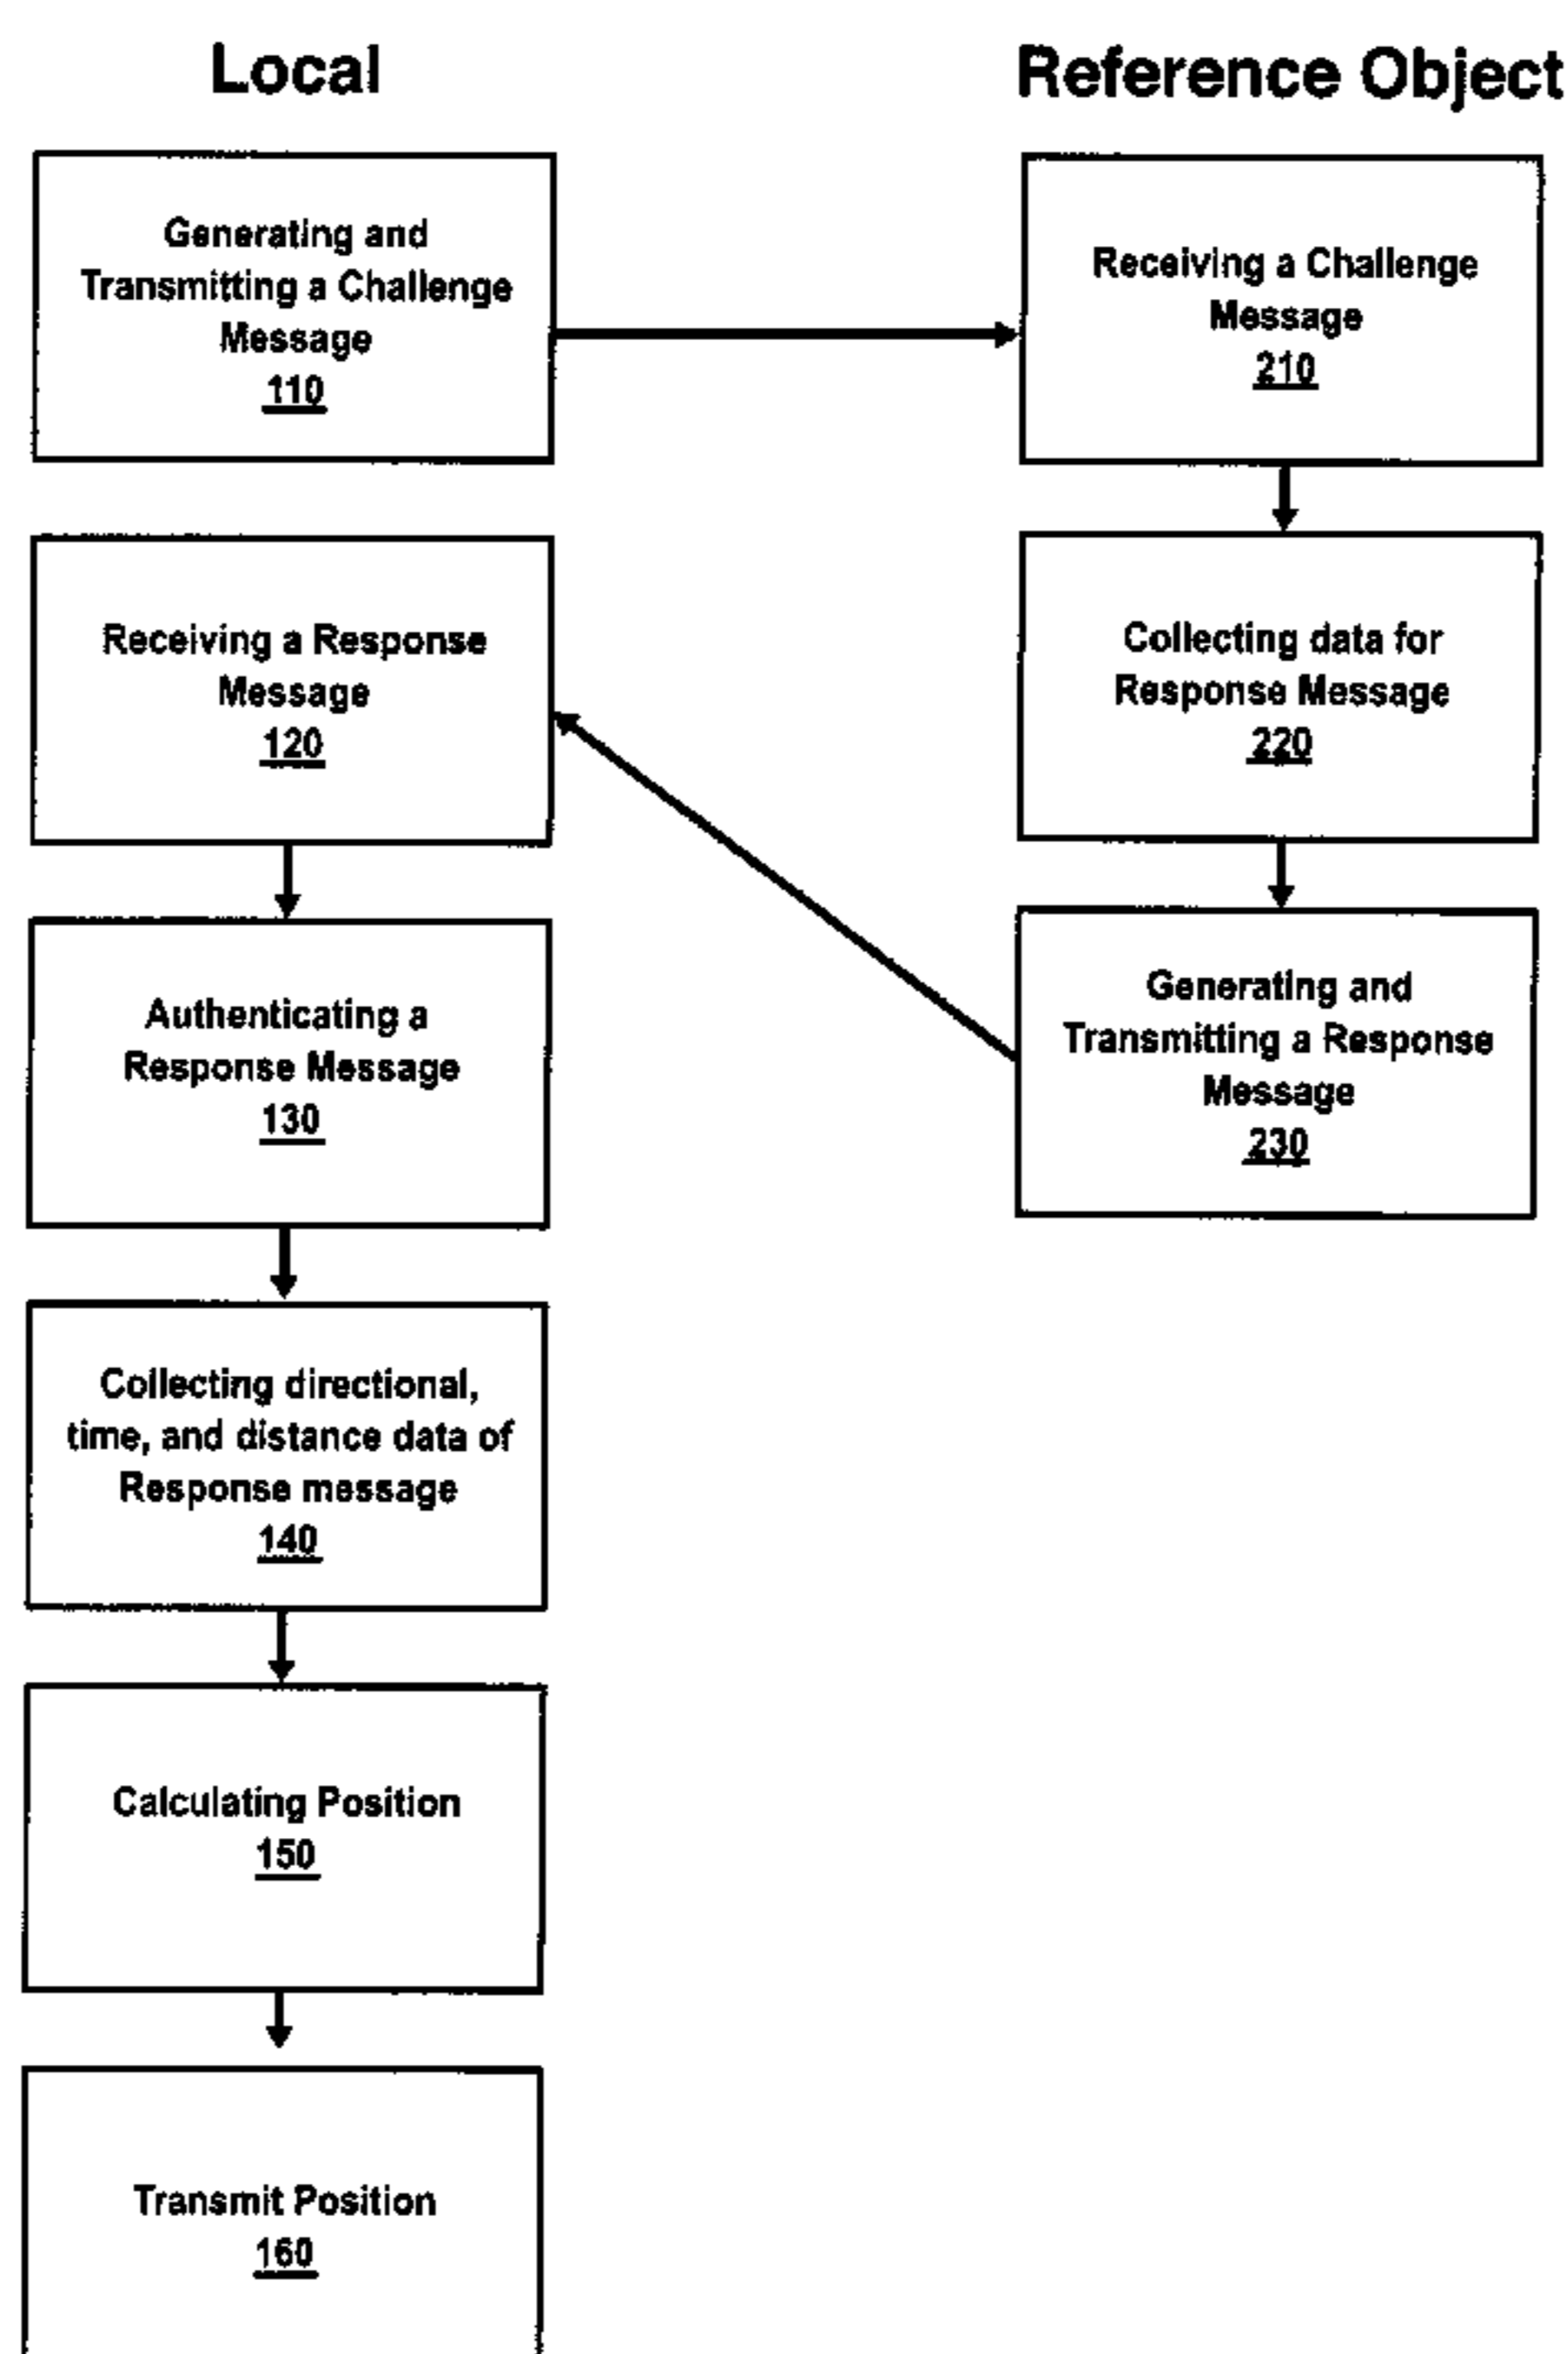 Local
Reference Object
Generating and
Transmitting a Challenge
Message
110
Receiving a Challenge
Message
210
Receiving a Response
Message
120
Collecting data for
Response Message
220
Authenticating a
Response Message
130
Generating and
Transmitting a Response
Message
230
Collecting directional,
time, and distance data of
Response message
140
Calculating Position
150
Transmit Position
160